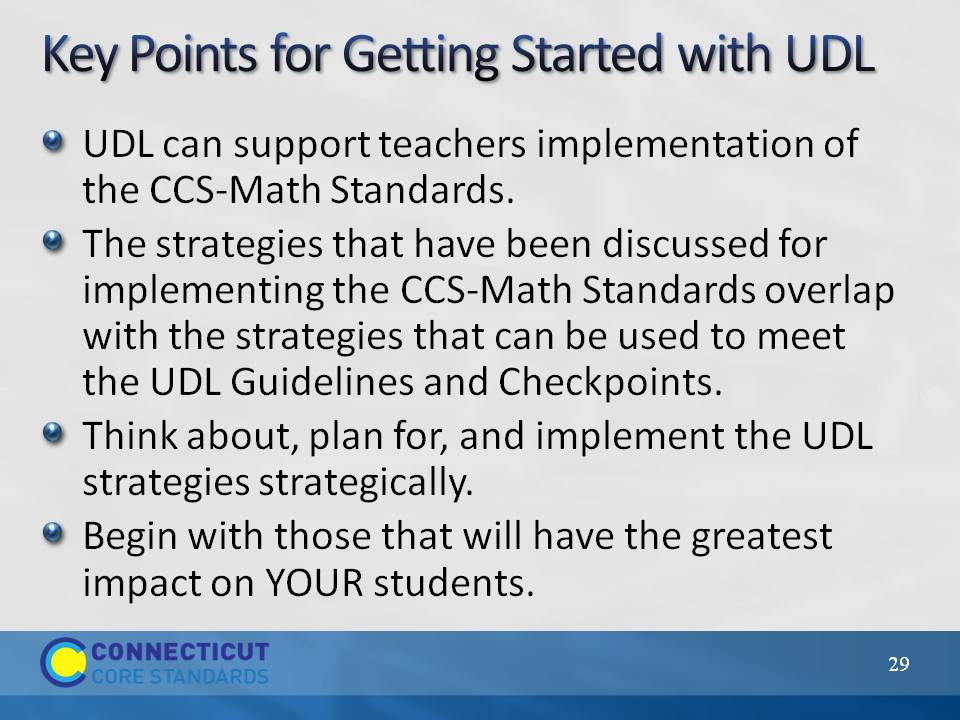 Key Points for Getting Started with UDL
UDL can support teachers implementation of
the CCS-Math Standards.
The strategies that have been discussed for
implementing the CCS-Math Standards overlap
with the strategies that can be used to meet
the UDL Guidelines and Checkpoints.
Think about, plan for, and implement the UDL
strategies strategically.
Begin with those that will have the greatest
impact on YOUR students.
CONNECTICUT
CORE STANDARDS
29